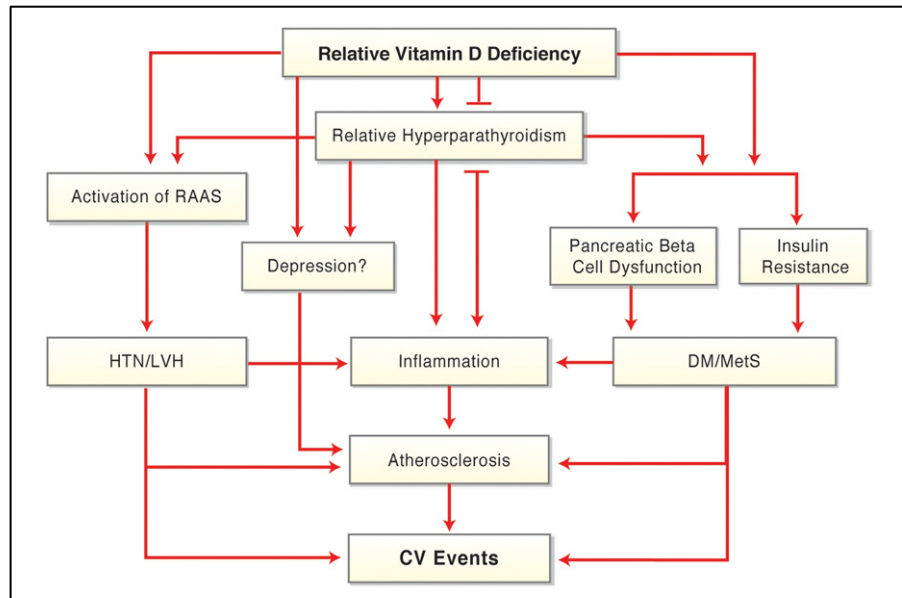 Relative Vitamin D Deficiency
Relative Hyperparathyroidism
Activation of RAAS
Depression?
Pancreatic Beta
Cell Dysfunction
Insulin
Resistance
HTN/LVH
Inflammation
DM/MetS
Atherosclerosis
CV Events